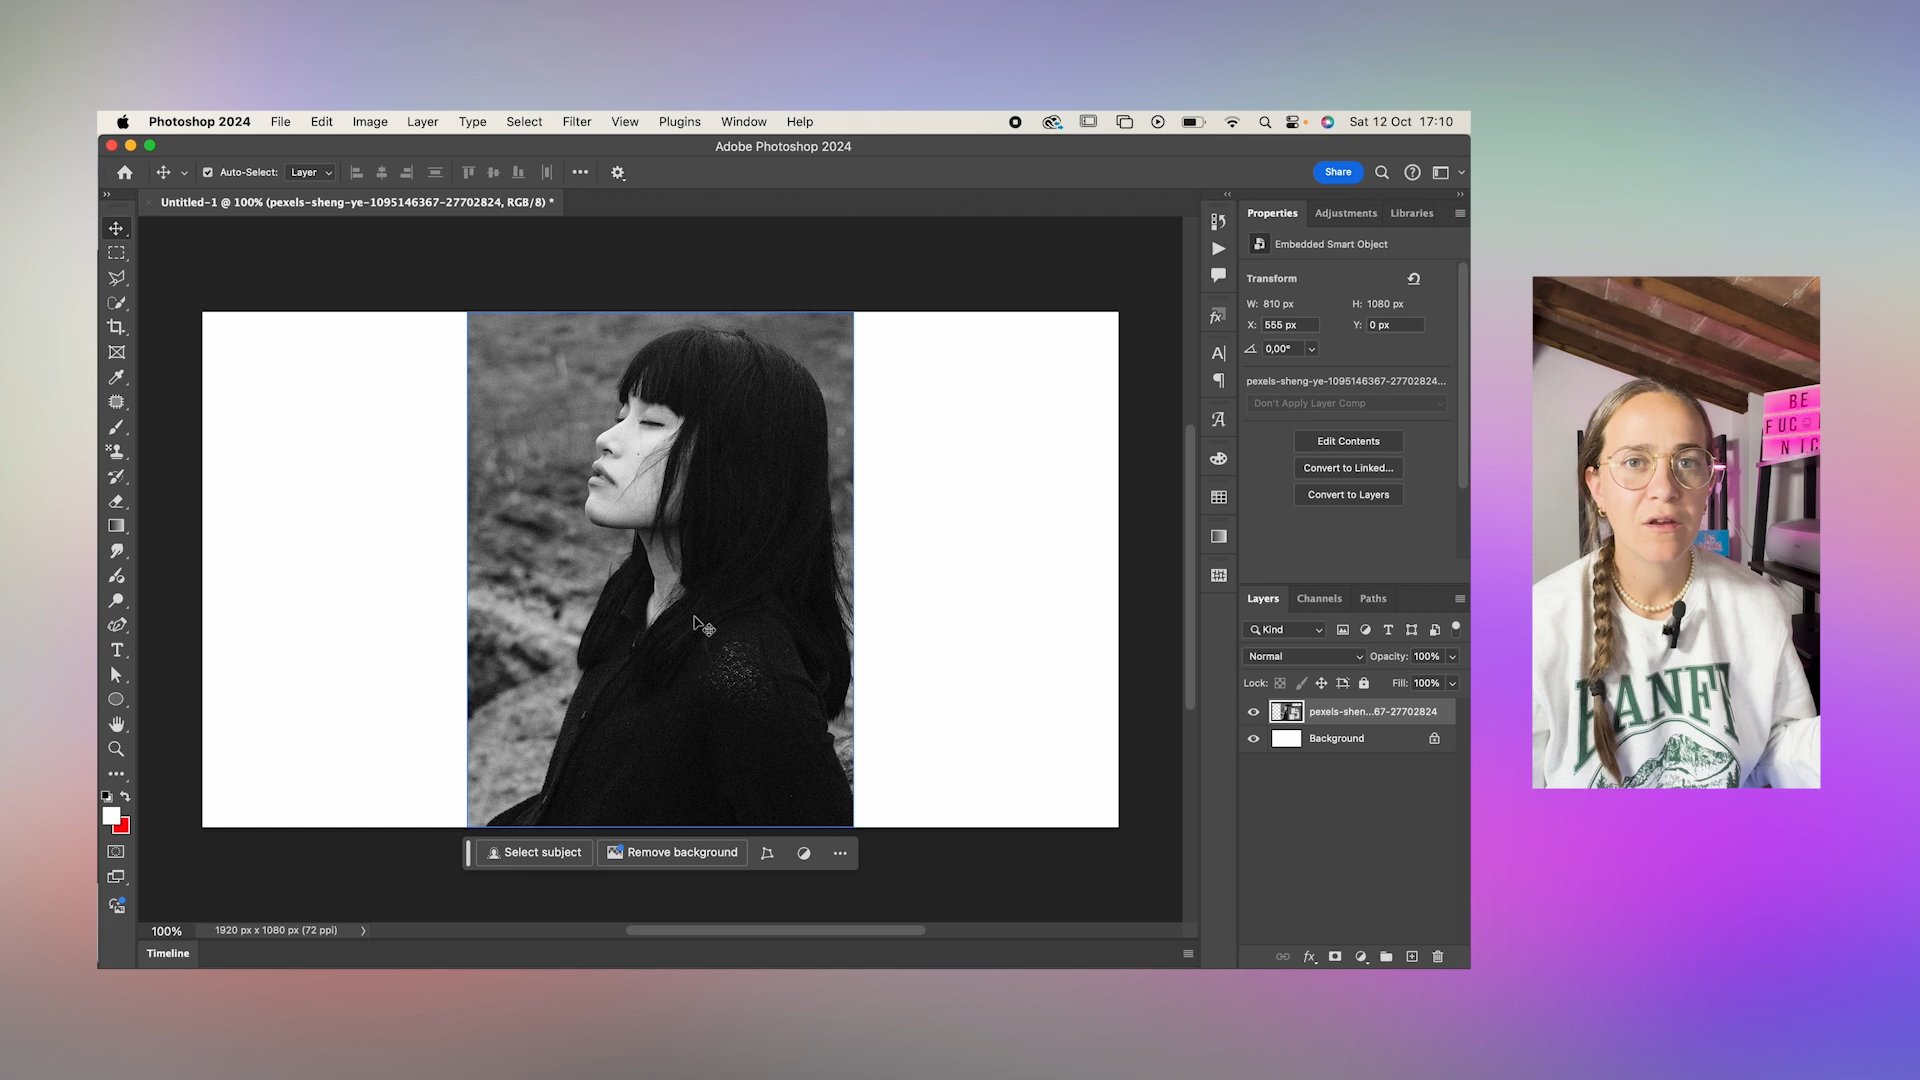 Photoshop 2024 File Edit Image Layer Type Select Filter View Plugins Window Help Sat 12 Oct 17:10
Adobe Photoshop 2024
Auto-Select: Layer Share
Untitled-1 @ 100% (pexels-sheng-ye-1095146367-27702824, RGB/8) *
Properties Adjustments Libraries
Embedded Smart Object
Transform
W: 810 px H: 1080 px
X: 555 px Y: 0 px
0,00°
pexels-sheng-ye-1095146367-27702824...
Don't Apply Layer Comp
Edit Contents
Convert to Linked...
Convert to Layers
Layers Channels Paths
Kind
Normal Opacity: 100%
Lock: Fill: 100%
pexels-shen...67-27702824
Background
Select subject Remove background
100% 1920 px x 1080 px (72 ppi)
Timeline
BE
FUC
NIC
BANFF